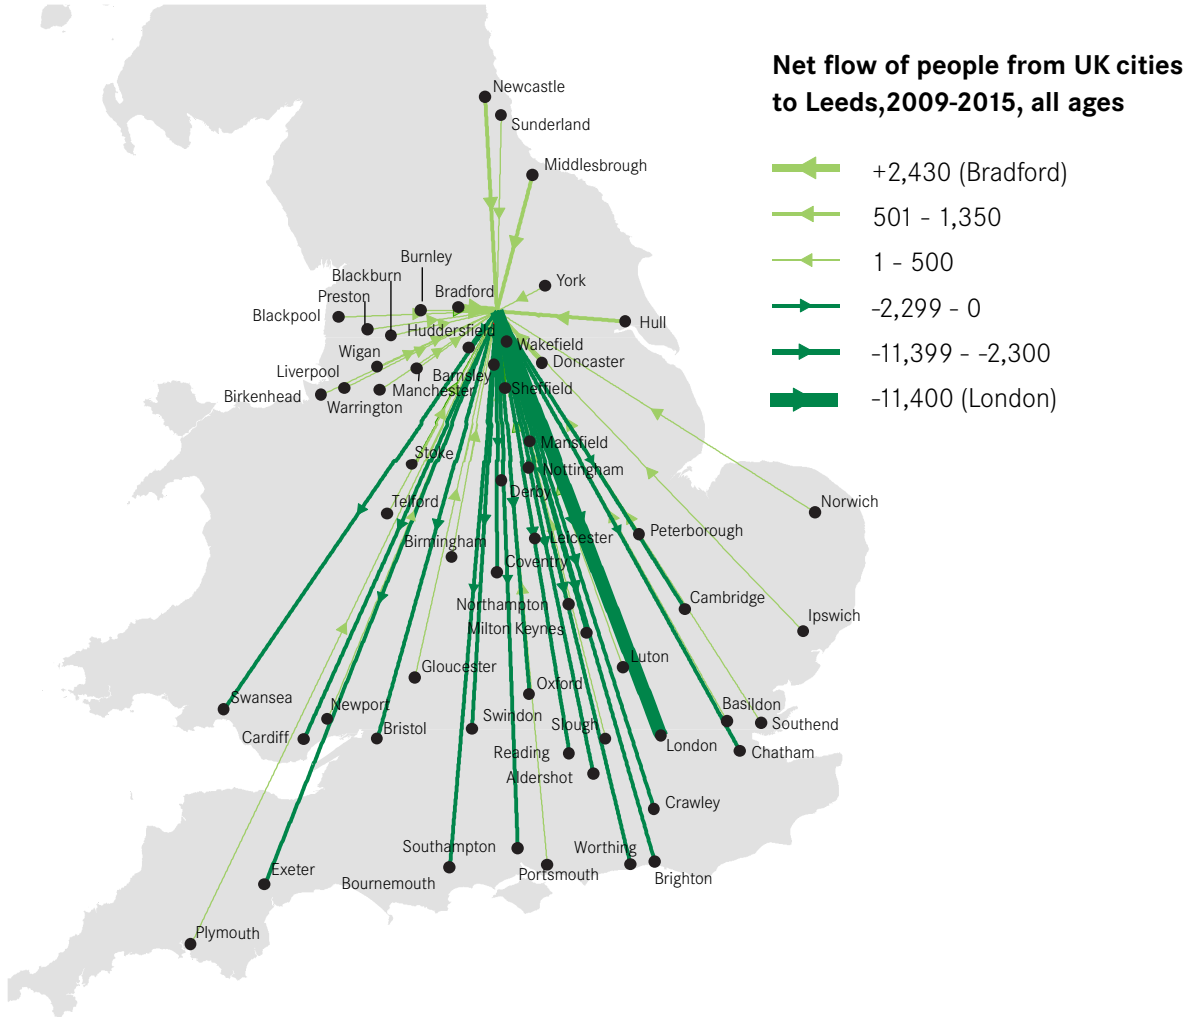 Net flow of people from UK cities
to Leeds,2009-2015, all ages
+2,430 (Bradford)
501 - 1,350
1 - 500
-2,299 - 0
-11,399 - -2,300
-11,400 (London)
Newcastle
Sunderland
Middlesbrough
Burnley
Blackburn
York
Preston
Bradford
Blackpool
Hull
Huddersfield
Wakefield
Wigan
Doncaster
Liverpool
Barnsley
Birkenhead
Manchester
Sheffield
Warrington
Mansfield
Stoke
Nottingham
Derby
Telford
Norwich
Peterborough
Birmingham
Leicester
Coventry
Cambridge
Northampton
Ipswich
Milton Keynes
Luton
Gloucester
Oxford
Swansea
Newport
Basildon
Swindon
Slough
Southend
Cardiff
Bristol
London
Reading
Chatham
Aldershot
Crawley
Southampton
Worthing
Exeter
Portsmouth
Bournemouth
Brighton
Plymouth